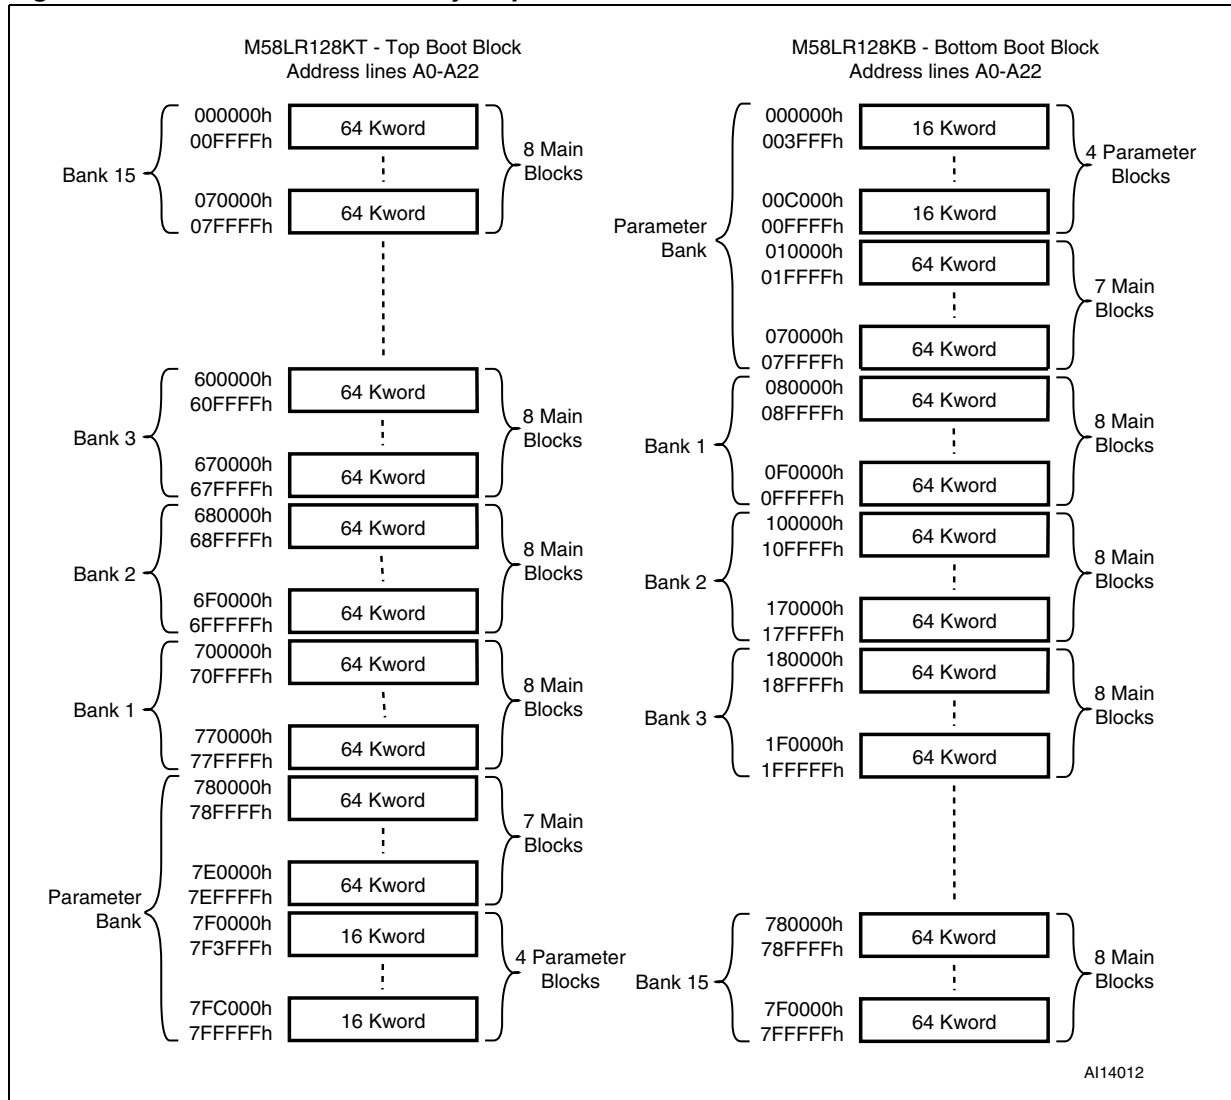 M58LR128KT - Top Boot Block
Address lines A0-A22
000000h
00FFFFh
64 Kword
Bank 15
8 Main
Blocks
070000h
07FFFFh
64 Kword
600000h
60FFFFh
64 Kword
Bank 3
8 Main
Blocks
670000h
67FFFFh
64 Kword
680000h
68FFFFh
64 Kword
Bank 2
8 Main
Blocks
6F0000h
6FFFFFh
64 Kword
700000h
70FFFFh
64 Kword
Bank 1
8 Main
Blocks
770000h
77FFFFh
64 Kword
780000h
78FFFFh
64 Kword
7 Main
Blocks
7E0000h
7EFFFFh
64 Kword
Parameter
Bank
7F0000h
7F3FFFh
16 Kword
4 Parameter
Blocks
7FC000h
7FFFFFh
16 Kword
M58LR128KB - Bottom Boot Block
Address lines A0-A22
000000h
003FFFh
16 Kword
4 Parameter
Blocks
00C000h
00FFFFh
16 Kword
Parameter
Bank
010000h
01FFFFh
64 Kword
7 Main
Blocks
070000h
07FFFFh
64 Kword
080000h
08FFFFh
64 Kword
Bank 1
8 Main
Blocks
0F0000h
0FFFFFh
64 Kword
100000h
10FFFFh
64 Kword
Bank 2
8 Main
Blocks
170000h
17FFFFh
64 Kword
180000h
18FFFFh
64 Kword
Bank 3
8 Main
Blocks
1F0000h
1FFFFFh
64 Kword
780000h
78FFFFh
64 Kword
Bank 15
8 Main
Blocks
7F0000h
7FFFFFh
64 Kword
AI14012